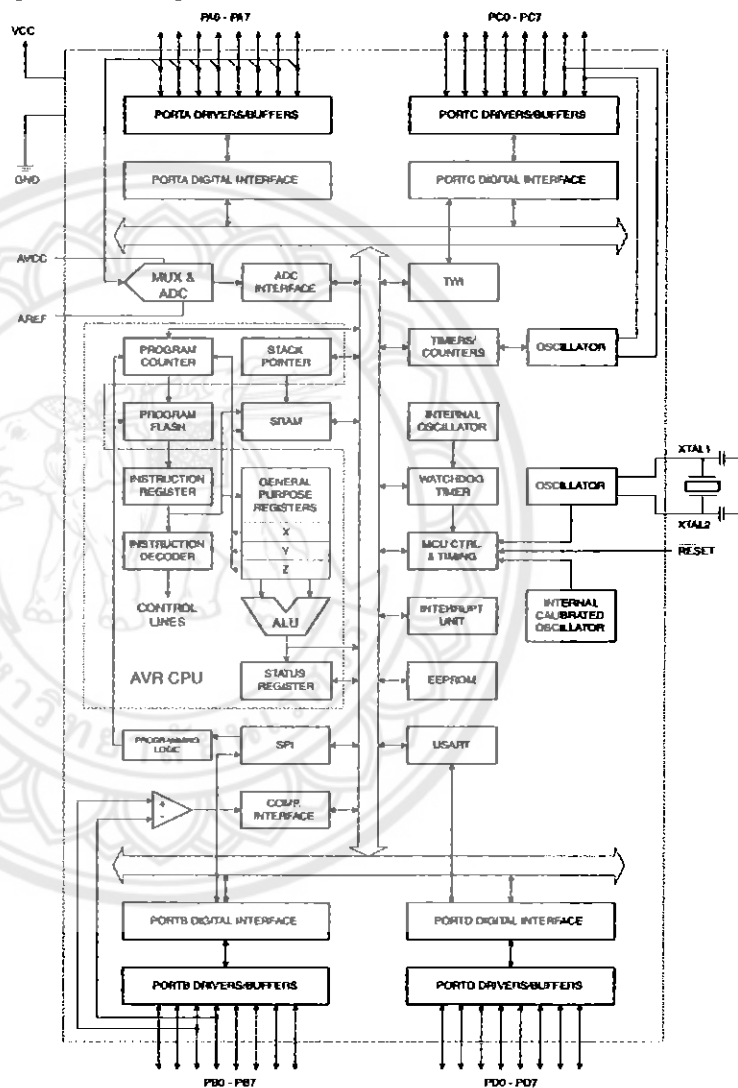 PA0 - PA7
PC0 - PC7
VCC
PORTA DRIVERS/BUFFERS
PORTC DRIVERS/BUFFERS
GND
PORTA DIGITAL INTERFACE
PORTC DIGITAL INTERFACE
AVCC
MUX &
ADC
ADC
INTERFACE
TWI
AREF
PROGRAM
COUNTER
STACK
POINTER
TIMERS/
COUNTERS
OSCILLATOR
PROGRAM
FLASH
SRAM
INTERNAL
OSCILLATOR
XTAL1
INSTRUCTION
REGISTER
GENERAL
PURPOSE
REGISTERS
WATCHDOG
TIMER
OSCILLATOR
X
XTAL2
INSTRUCTION
DECODER
Y
MCU CTRL.
& TIMING
RESET
Z
CONTROL
LINES
ALU
INTERRUPT
UNIT
INTERNAL
CALIBRATED
OSCILLATOR
AVR CPU
STATUS
REGISTER
EEPROM
PROGRAMMING
LOGIC
SPI
USART
+
-
COMP.
INTERFACE
PORTB DIGITAL INTERFACE
PORTD DIGITAL INTERFACE
PORTB DRIVERS/BUFFERS
PORTD DRIVERS/BUFFERS
PB0 - PB7
PD0 - PD7